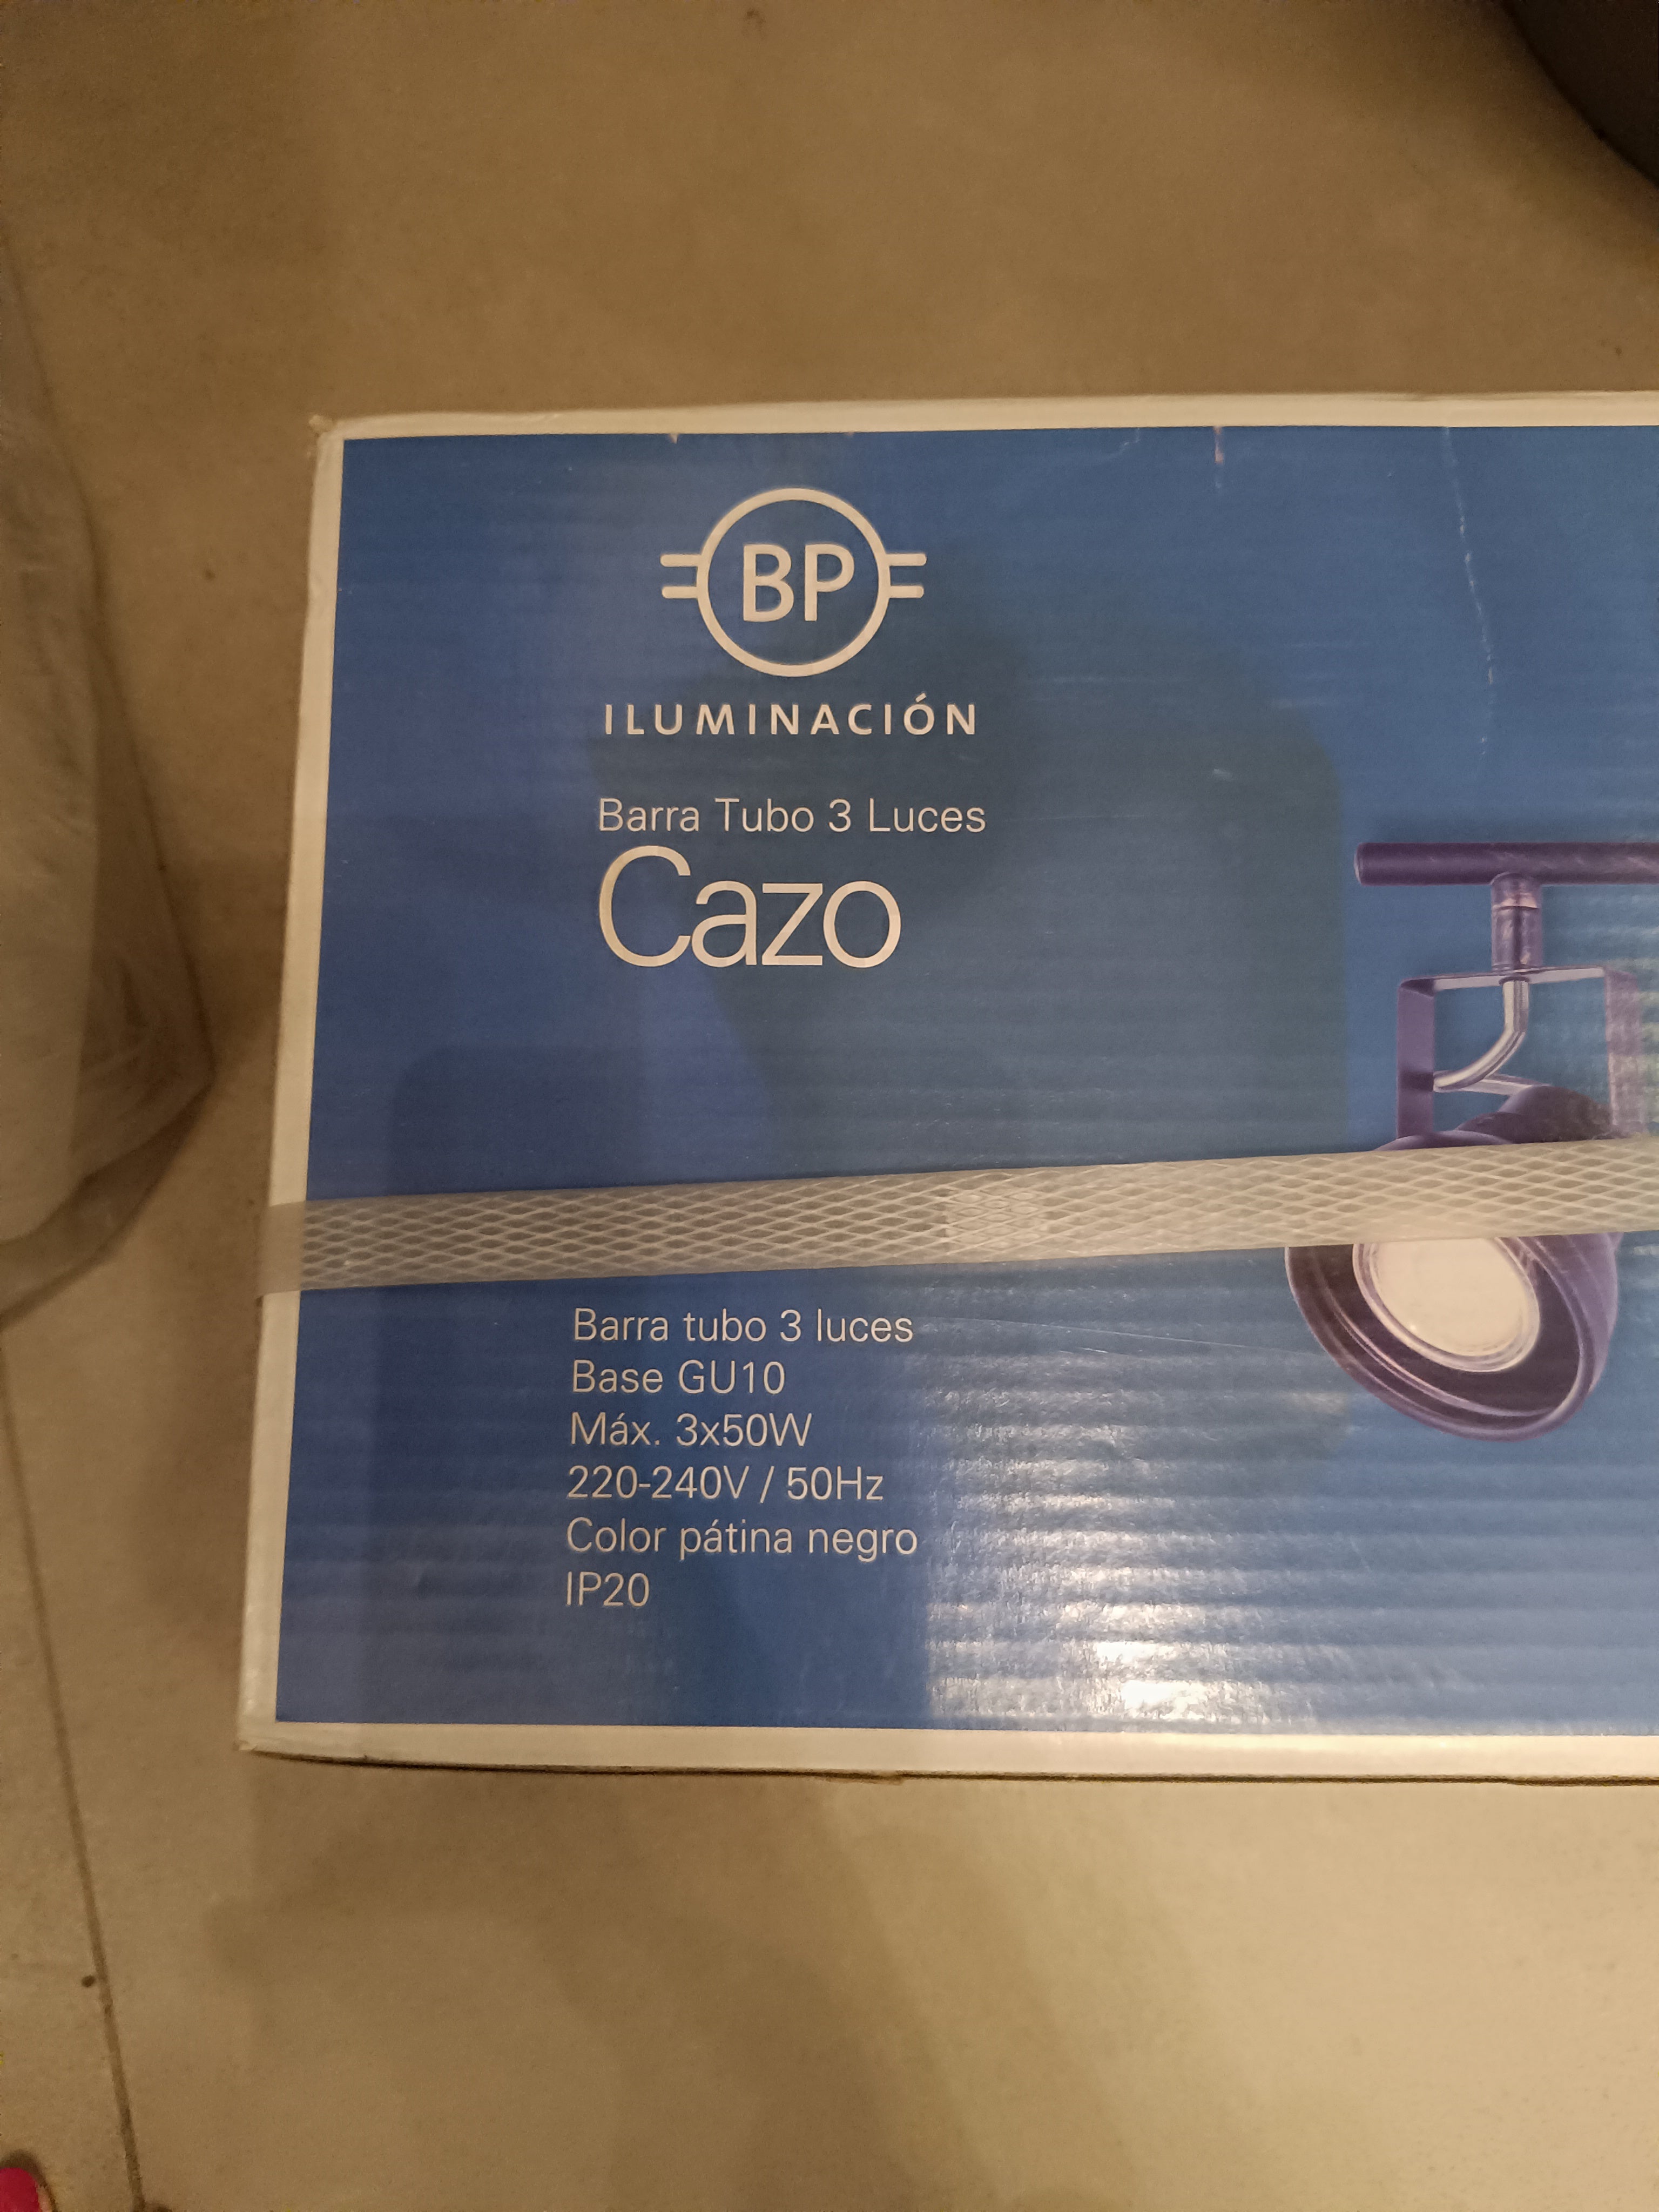 BP
ILUMINACIÓN
Barra Tubo 3 Luces
Cazo
Barra tubo 3 luces
Base GU10
Máx. 3x50W
220-240V / 50Hz
Color pátina negro
IP20